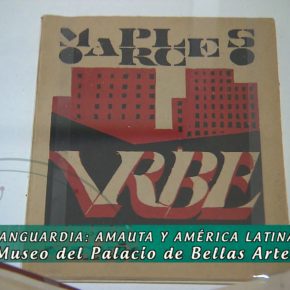 MAPLES
ARCE
VRBE
ANGUARDIA: AMAUTA Y AMÉRICA LATINA
Museo del Palacio de Bellas Arte